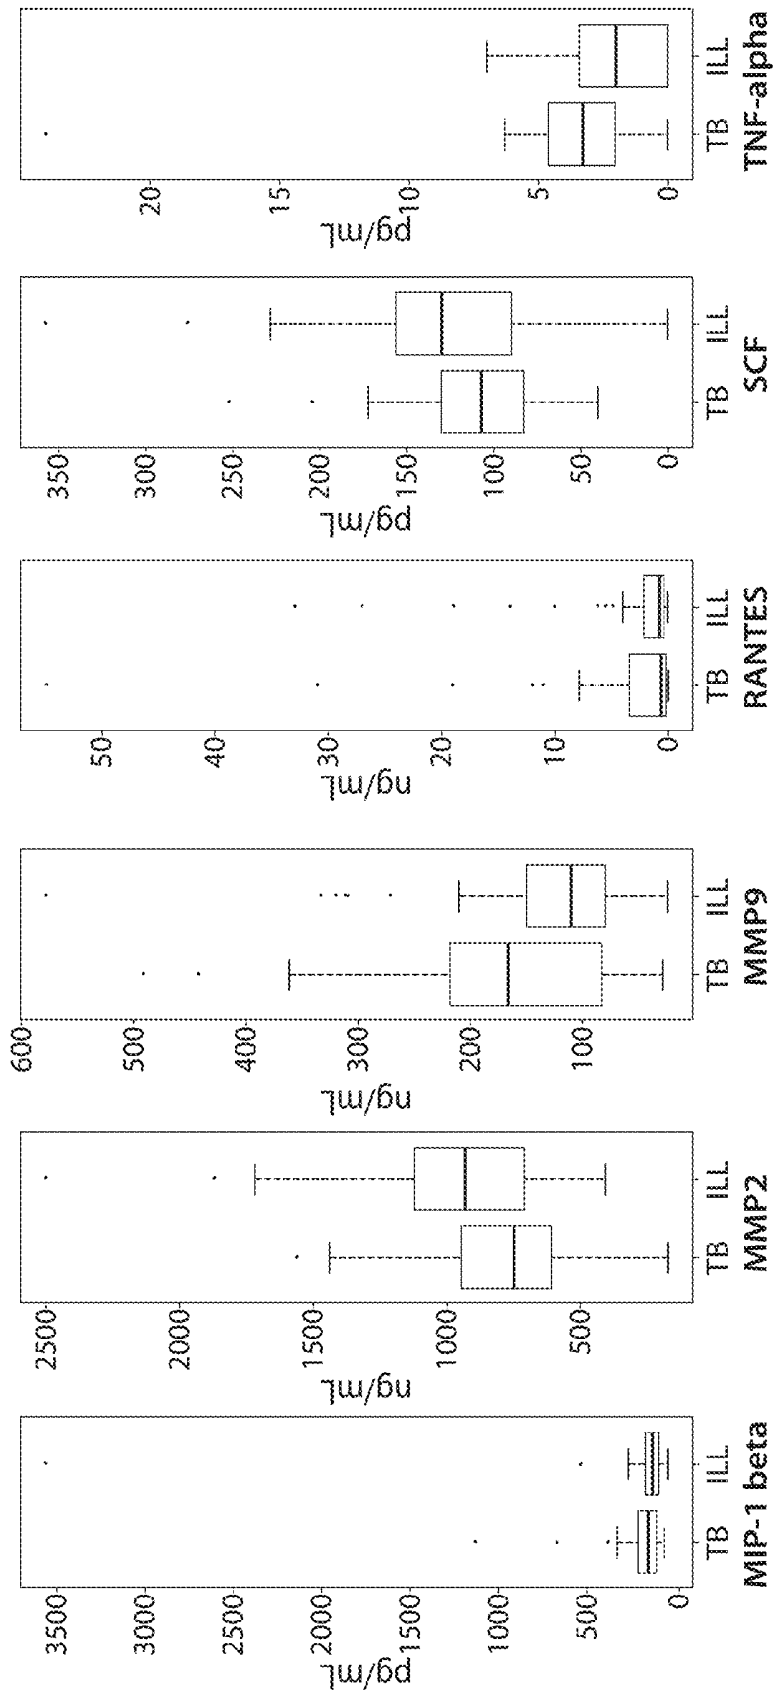 pg/mL
3500
3000
2500
2000
1500
1000
500
0
TB
ILL
MIP-1 beta
ng/mL
2500
2000
1500
1000
500
TB
ILL
MMP2
ng/mL
600
500
400
300
200
100
TB
ILL
MMP9
ng/mL
50
40
30
20
10
0
TB
ILL
RANTES
pg/mL
350
300
250
200
150
100
50
0
TB
ILL
SCF
pg/mL
20
15
10
5
0
TB
ILL
TNF-alpha